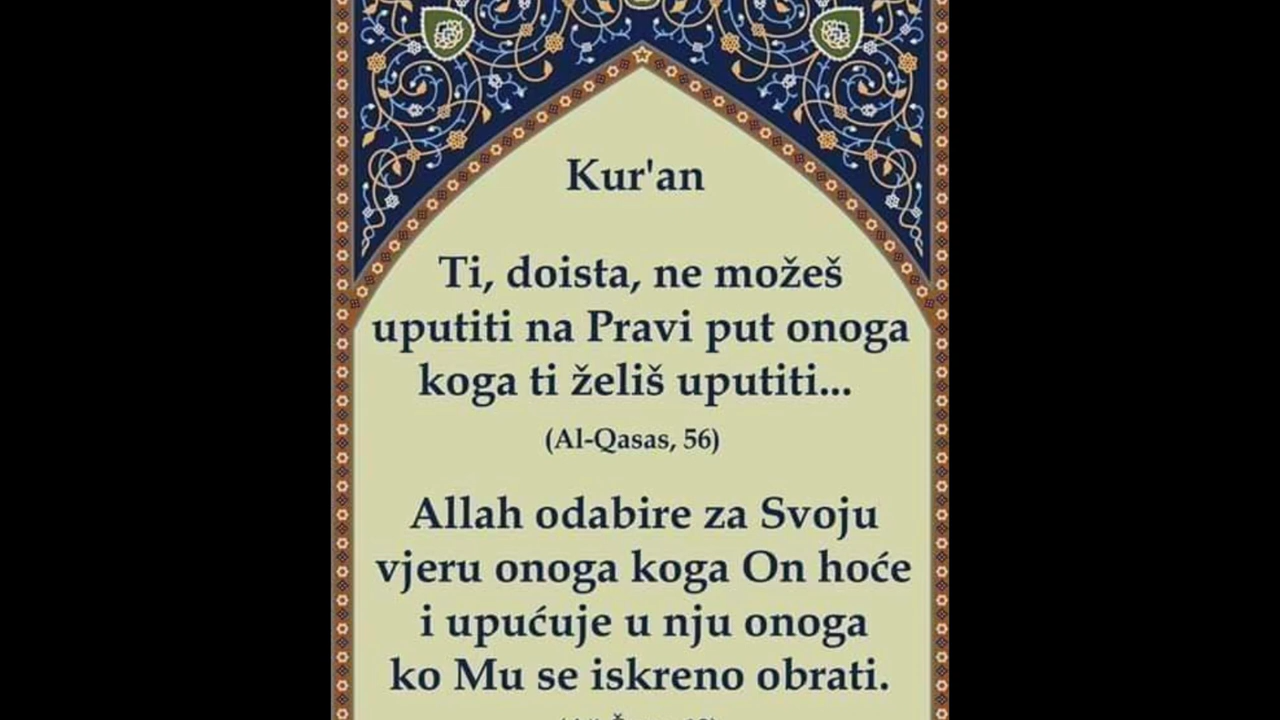 Kur'an
Ti, doista, ne možeš
uputiti na Pravi put onoga
koga ti želiš uputiti...
(Al-Qasas, 56)
Allah odabire za Svoju
vjeru onoga koga On hoće
i upućuje u nju onoga
ko Mu se iskreno obrati.